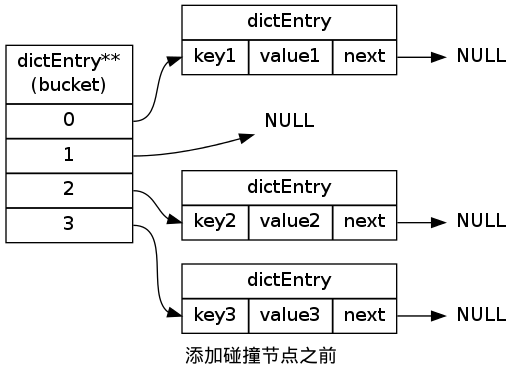 dictEntry**
(bucket)
0
1
2
3
dictEntry
key1 value1 next
NULL
NULL
dictEntry
key2 value2 next
NULL
dictEntry
key3 value3 next
NULL
添加碰撞节点之前